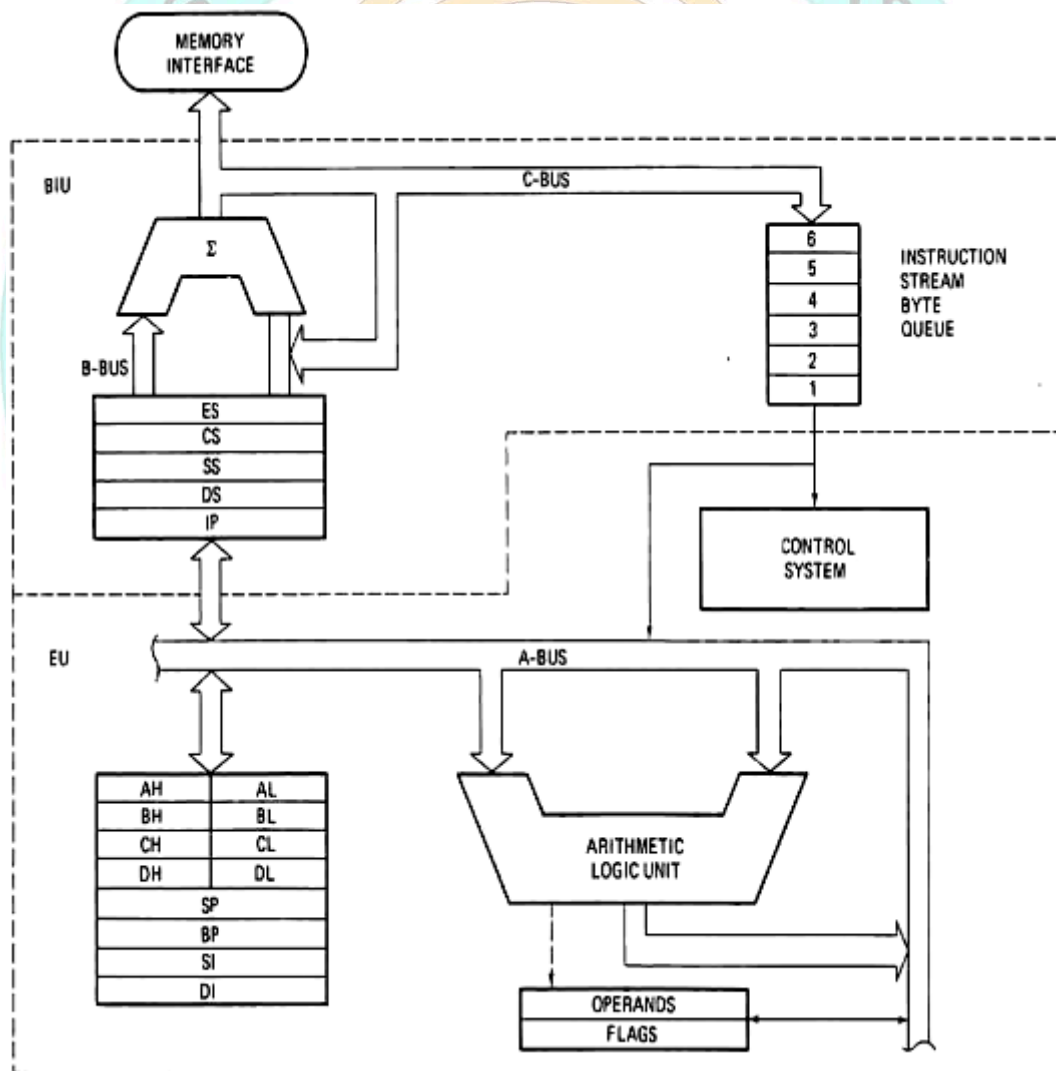 MEMORY
INTERFACE
C-BUS
BIU
Σ
6
5
4
3
2
1
INSTRUCTION
STREAM
BYTE
QUEUE
B-BUS
ES
CS
SS
DS
IP
CONTROL
SYSTEM
EU
A-BUS
AH AL
BH BL
CH CL
DH DL
SP
BP
SI
DI
ARITHMETIC
LOGIC UNIT
OPERANDS
FLAGS